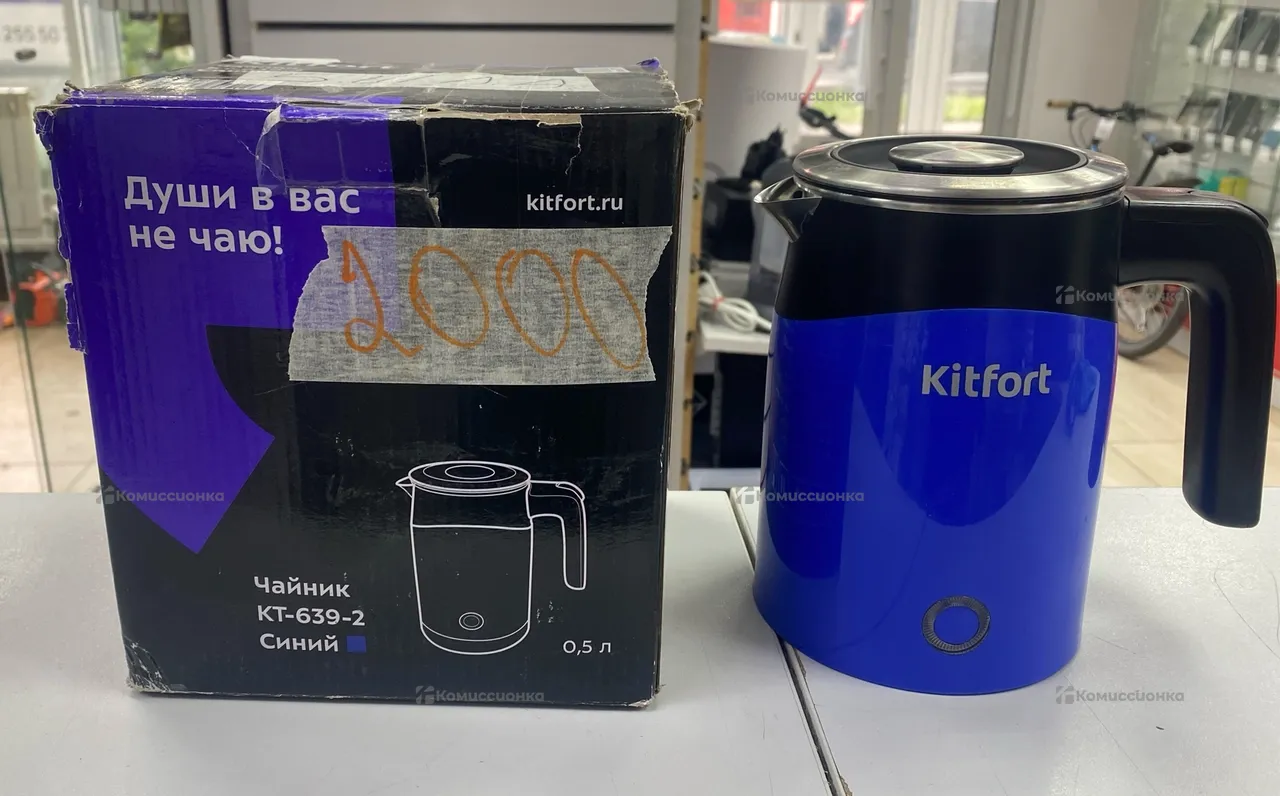 Души в вас
не чаю!
kitfort.ru
2000
Чайник
КТ-639-2
Синий
0,5 л
Kitfort
Комиссионка
Комиссионка
Комиссионка
Комиссионка
Комиссионка
Комиссионка